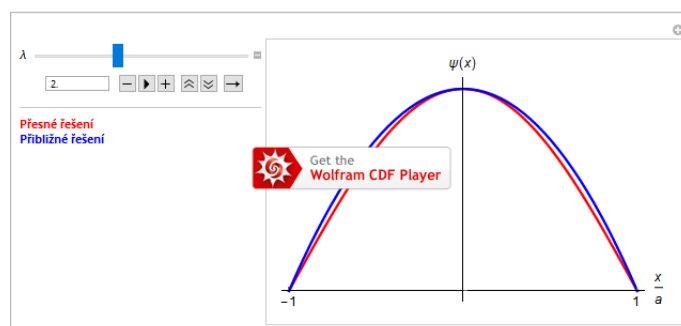 λ
2.
Přesné řešení
Přibližné řešení
ψ(x)
Get the
Wolfram CDF Player
-1
1
x
a